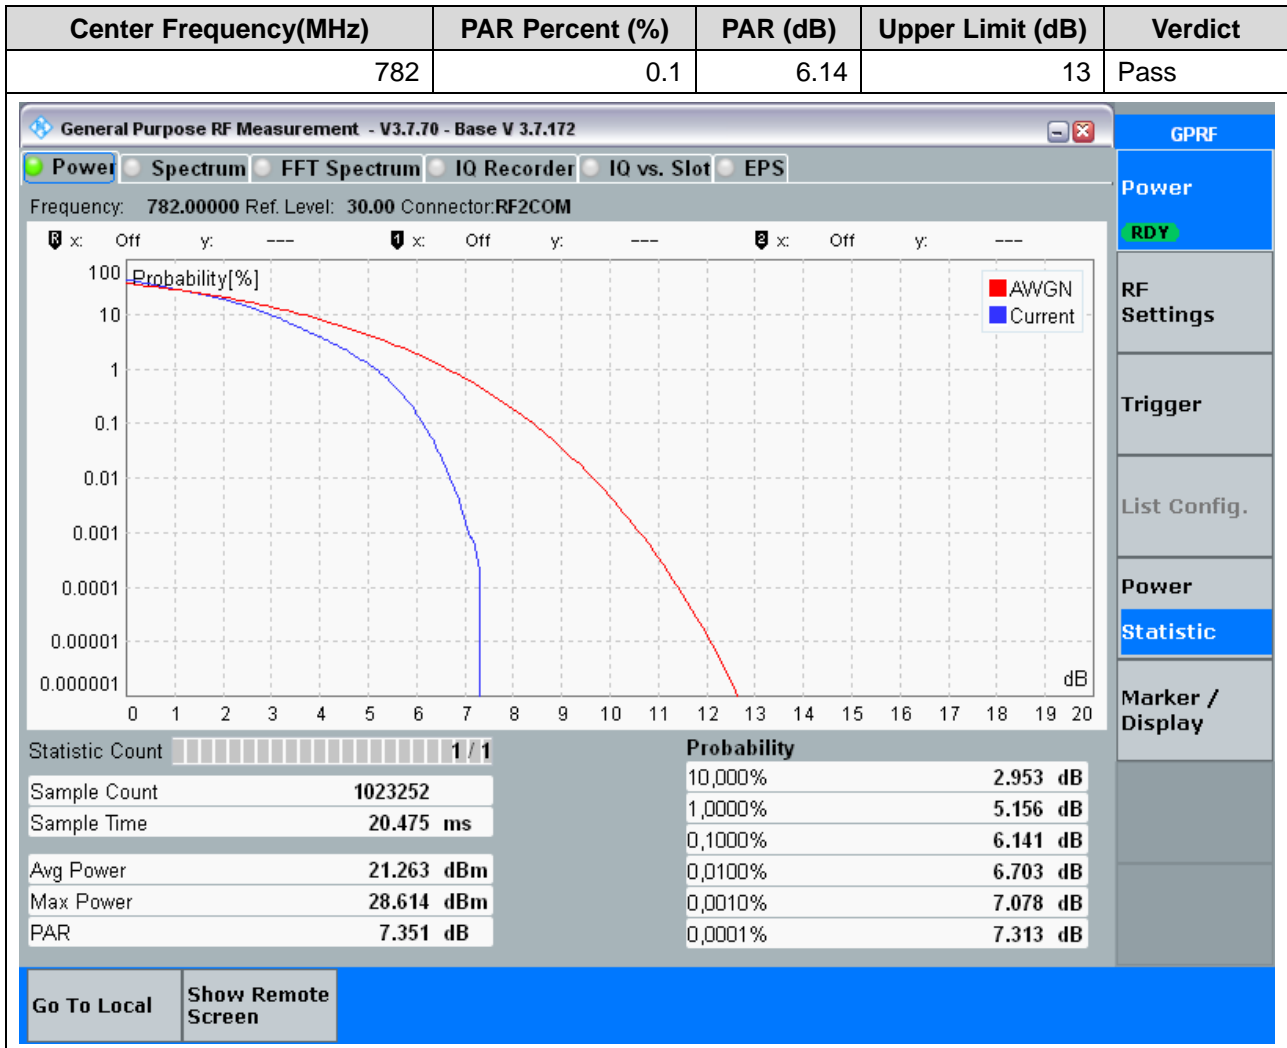 Center Frequency(MHz) PAR Percent (%) PAR (dB) Upper Limit (dB) Verdict
782 0.1 6.14 13 Pass
General Purpose RF Measurement - V3.7.70 - Base V 3.7.172
GPRF
Power Spectrum FFT Spectrum IQ Recorder IQ vs. Slot EPS
Frequency: 782.00000 Ref. Level: 30.00 Connector:RF2COM
R x: Off y: --- 1 x: Off y: --- 2 x: Off y: ---
Probability[%]
AWGN
Current
100
10
1
0.1
0.01
0.001
0.0001
0.00001
0.000001
dB
0 1 2 3 4 5 6 7 8 9 10 11 12 13 14 15 16 17 18 19 20
Statistic Count 1 / 1
Sample Count 1023252
Sample Time 20.475 ms
Avg Power 21.263 dBm
Max Power 28.614 dBm
PAR 7.351 dB
Probability
10,000% 2.953 dB
1,0000% 5.156 dB
0,1000% 6.141 dB
0,0100% 6.703 dB
0,0010% 7.078 dB
0,0001% 7.313 dB
Power
RDY
RF
Settings
Trigger
List Config.
Power
Statistic
Marker /
Display
Go To Local
Show Remote
Screen